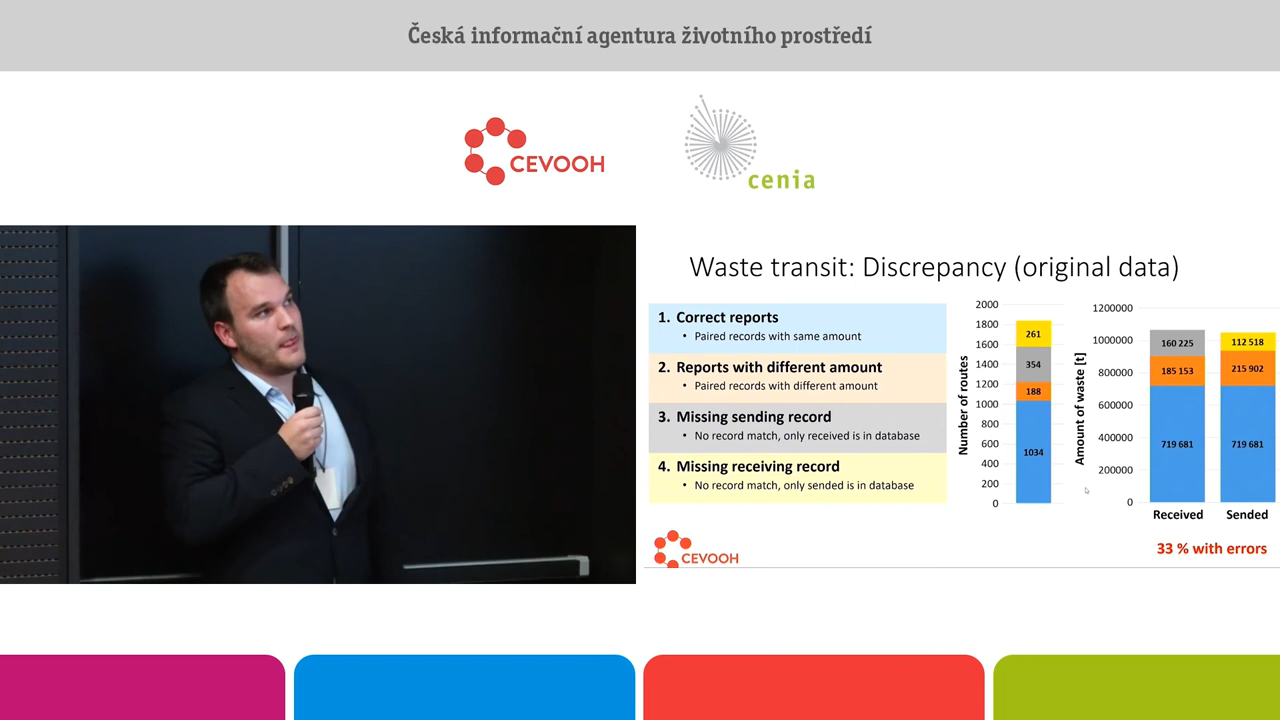 Česká informační agentura životního prostředí
CEVOOH
cenia
Waste transit: Discrepancy (original data)
1. Correct reports
• Paired records with same amount
2. Reports with different amount
• Paired records with different amount
3. Missing sending record
• No record match, only received is in database
4. Missing receiving record
• No record match, only sended is in database
Number of routes
2000
1800
1600
1400
1200
1000
800
600
400
200
0
261
354
188
1034
Amount of waste [t]
1200000
1000000
800000
600000
400000
200000
0
160 225
185 153
719 681
112 518
215 902
719 681
Received
Sended
33 % with errors
CEVOOH